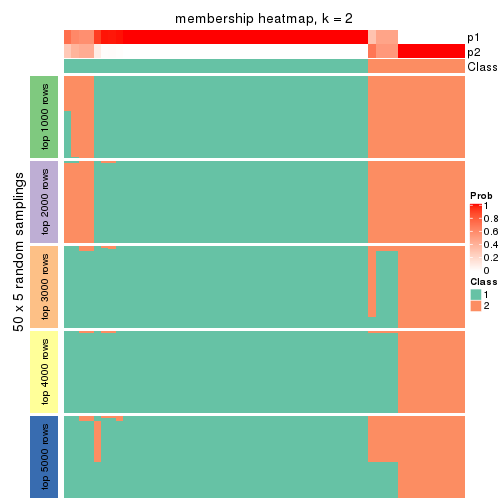 membership heatmap, k = 2
p1
p2
Class
50 x 5 random samplings
top 1000 rows
top 2000 rows
top 3000 rows
top 4000 rows
top 5000 rows
Prob
1
0.8
0.6
0.4
0.2
0
Class
1
2